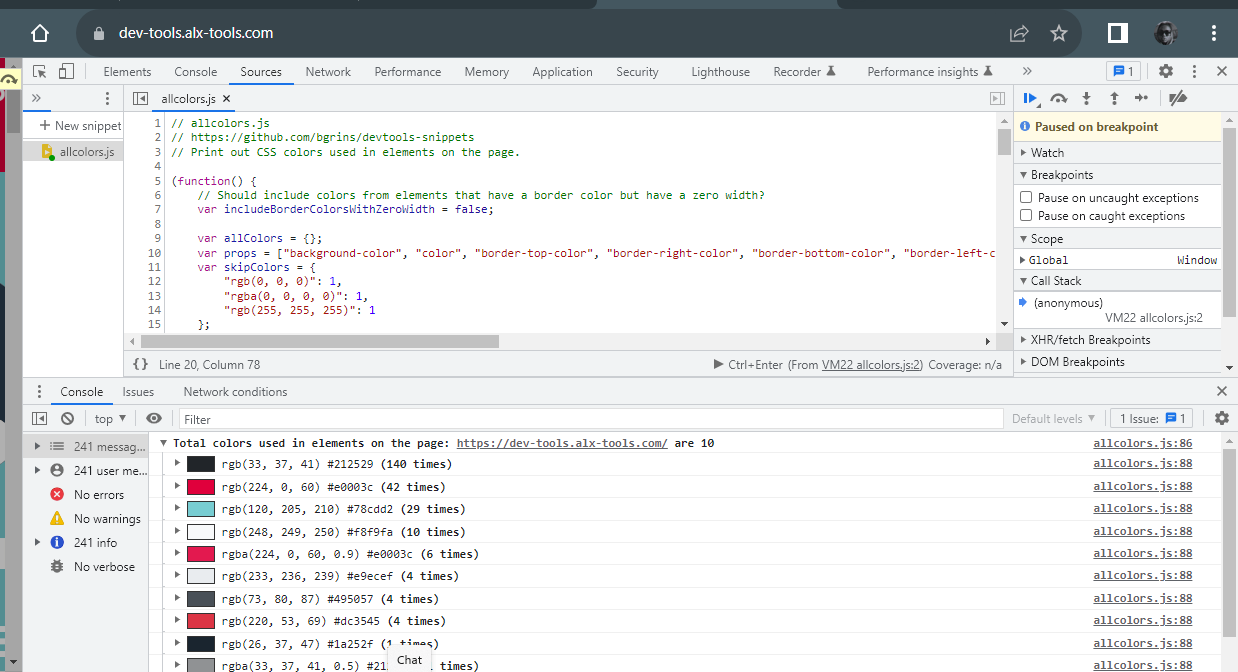 dev-tools.alx-tools.com
Elements Console Sources Network Performance Memory Application Security Lighthouse Recorder Performance insights » 1
» allcolors.js ×
+ New snippet
allcolors.js
1 // allcolors.js
2 // https://github.com/bgrins/devtools-snippets
3 // Print out CSS colors used in elements on the page.
4
5 (function() {
6 // Should include colors from elements that have a border color but have a zero width?
7 var includeBorderColorsWithZeroWidth = false;
8
9 var allColors = {};
10 var props = ["background-color", "color", "border-top-color", "border-right-color", "border-bottom-color", "border-left-c
11 var skipColors = {
12 "rgb(0, 0, 0)": 1,
13 "rgba(0, 0, 0, 0)": 1,
14 "rgb(255, 255, 255)": 1
15 };
{} Line 20, Column 78 Ctrl+Enter (From VM22 allcolors.js:2) Coverage: n/a
Paused on breakpoint
Watch
Breakpoints
Pause on uncaught exceptions
Pause on caught exceptions
Scope
Global Window
Call Stack
(anonymous)
VM22 allcolors.js:2
XHR/fetch Breakpoints
DOM Breakpoints
Console Issues Network conditions
top Filter Default levels 1 Issue: 1
241 messag...
241 user me...
No errors
No warnings
241 info
No verbose
Total colors used in elements on the page: https://dev-tools.alx-tools.com/ are 10 allcolors.js:86
rgb(33, 37, 41) #212529 (140 times) allcolors.js:88
rgb(224, 0, 60) #e0003c (42 times) allcolors.js:88
rgb(120, 205, 210) #78cdd2 (29 times) allcolors.js:88
rgb(248, 249, 250) #f8f9fa (10 times) allcolors.js:88
rgba(224, 0, 60, 0.9) #e0003c (6 times) allcolors.js:88
rgb(233, 236, 239) #e9ecef (4 times) allcolors.js:88
rgb(73, 80, 87) #495057 (4 times) allcolors.js:88
rgb(220, 53, 69) #dc3545 (4 times) allcolors.js:88
rgb(26, 37, 47) #1a252f (1 times) allcolors.js:88
rgba(33, 37, 41, 0.5) #21 times) allcolors.js:88
Chat